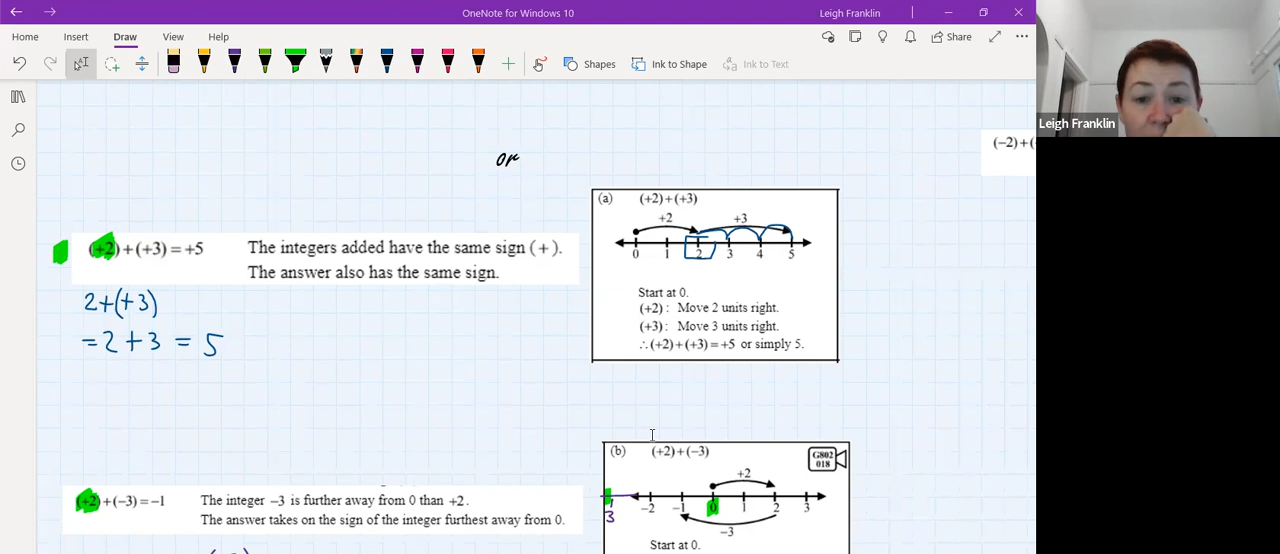 OneNote for Windows 10
Leigh Franklin
Home Insert Draw View Help
Share
Shapes Ink to Shape Ink to Text
Leigh Franklin
or
(−2)+(
(a) (+2)+(+3)
+2 +3
0 1 2 3 4 5
Start at 0.
(+2) : Move 2 units right.
(+3) : Move 3 units right.
∴ (+2)+(+3)=+5 or simply 5.
(+2)+(+3)=+5 The integers added have the same sign (+).
The answer also has the same sign.
2+(+3)
=2+3 = 5
(b) (+2)+(−3)
G802
018
+2
3 −2 −1 0 1 2 3
−3
Start at 0.
(+2)+(−3)=−1 The integer −3 is further away from 0 than +2.
The answer takes on the sign of the integer furthest away from 0.